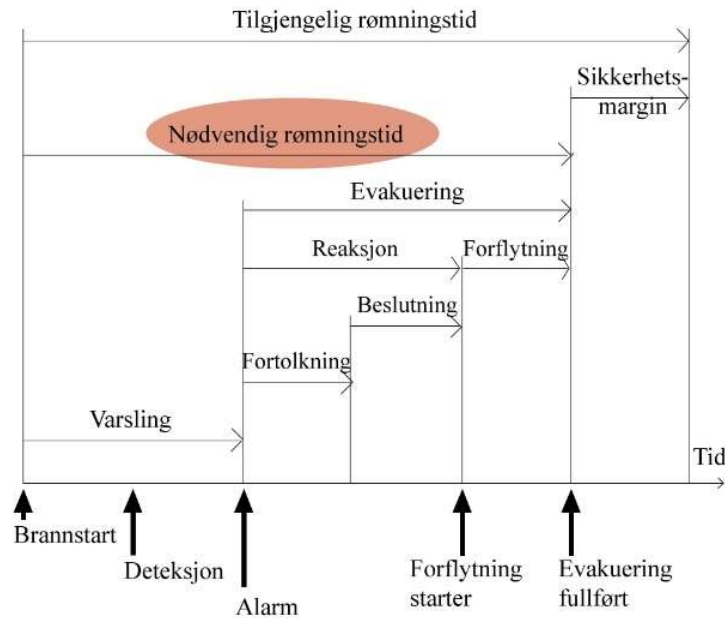 Tilgjengelig rømningstid
Sikkerhets-
margin
Nødvendig rømningstid
Evakuering
Reaksjon
Forflytning
Beslutning
Fortolkning
Varsling
Tid
Brannstart
Deteksjon
Alarm
Forflytning
starter
Evakuering
fullført